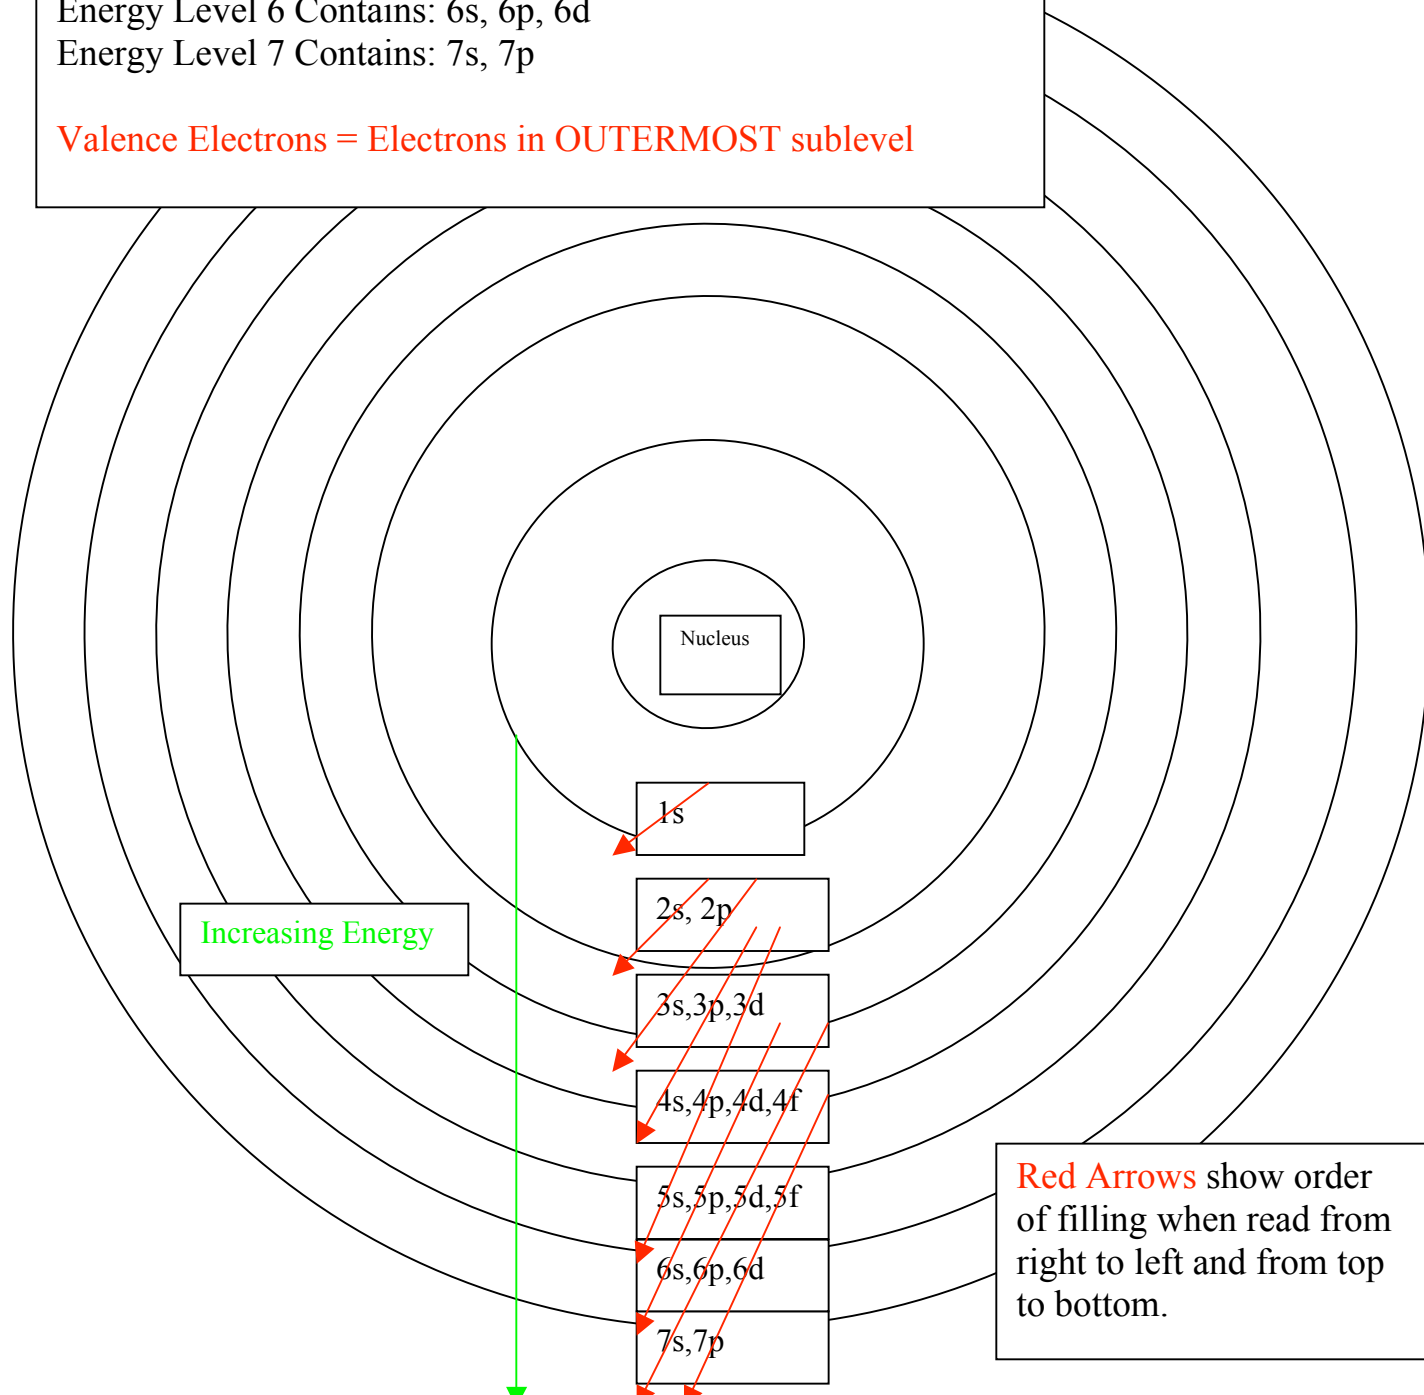 Energy Level 6 Contains: 6s, 6p, 6d
Energy Level 7 Contains: 7s, 7p
Valence Electrons = Electrons in OUTERMOST sublevel
Nucleus
1s
2s, 2p
Increasing Energy
3s,3p,3d
4s,4p,4d,4f
5s,5p,5d,5f
6s,6p,6d
7s,7p
Red Arrows show order
of filling when read from
right to left and from top
to bottom.